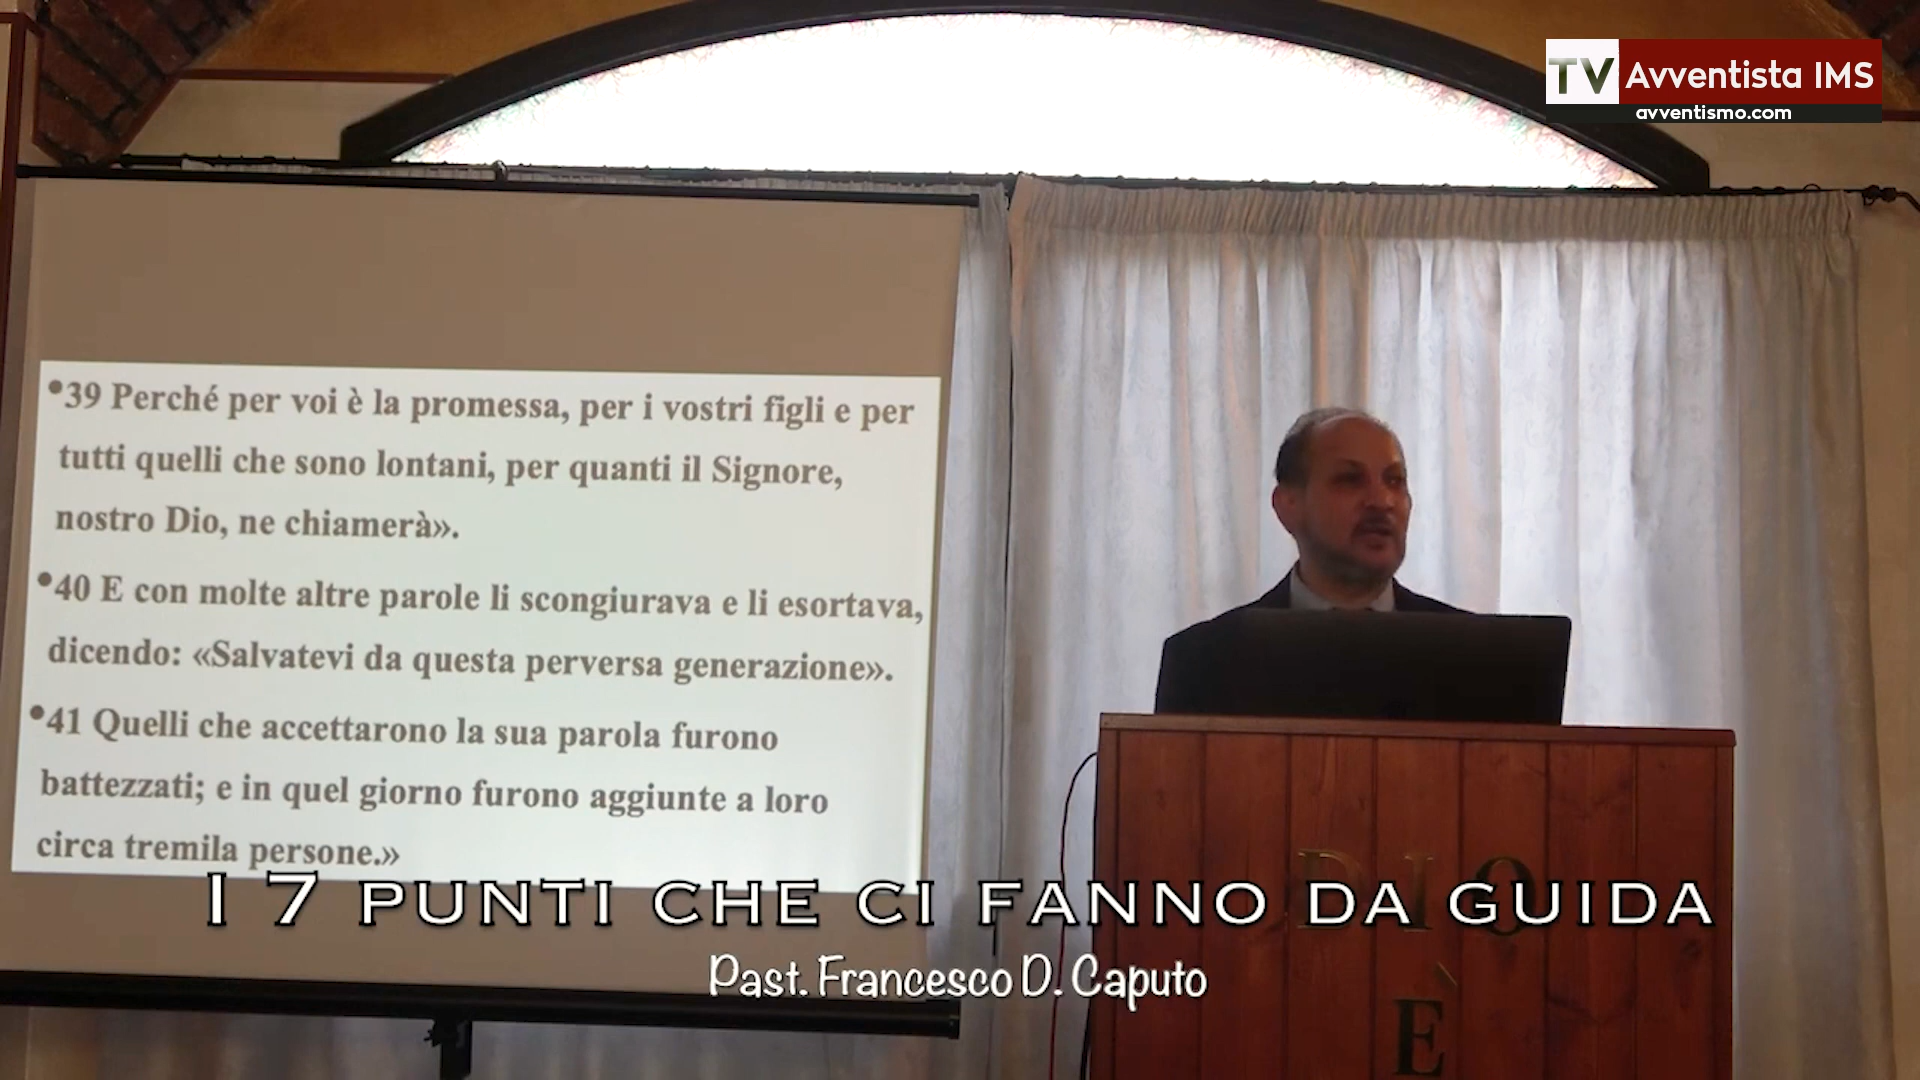 TV Avventista IMS
avventismo.com
•39 Perché per voi è la promessa, per i vostri figli e per
tutti quelli che sono lontani, per quanti il Signore,
nostro Dio, ne chiamerà».
•40 E con molte altre parole li scongiurava e li esortava,
dicendo: «Salvatevi da questa perversa generazione».
•41 Quelli che accettarono la sua parola furono
battezzati; e in quel giorno furono aggiunte a loro
circa tremila persone.»
I 7 PUNTI CHE CI FANNO DA GUIDA
Past. Francesco D. Caputo
DIO
È